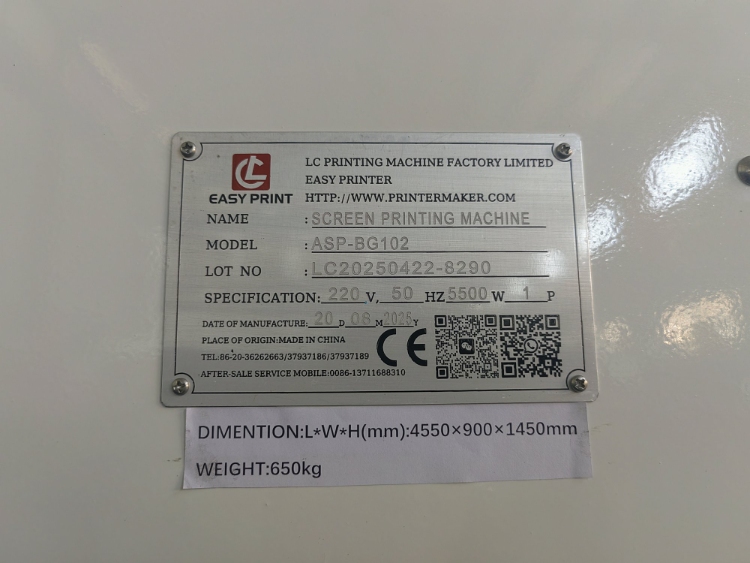 LC PRINTING MACHINE FACTORY LIMITED
EASY PRINTER
EASY PRINT
HTTP://WWW.PRINTERMAKER.COM
NAME : SCREEN PRINTING MACHINE
MODEL : ASP-BG102
LOT NO : LC20250422-8290
SPECIFICATION: 220 V, 50 HZ 5500 W 1 P
DATE OF MANUFACTURE: 20 D 06 M 2025 Y
PLACE OF ORIGIN:MADE IN CHINA
TEL:86-20-36262663/37937186/37937189
AFTER-SALE SERVICE MOBILE:0086-13711688310
CE
DIMENTION:L*W*H(mm):4550×900×1450mm
WEIGHT:650kg